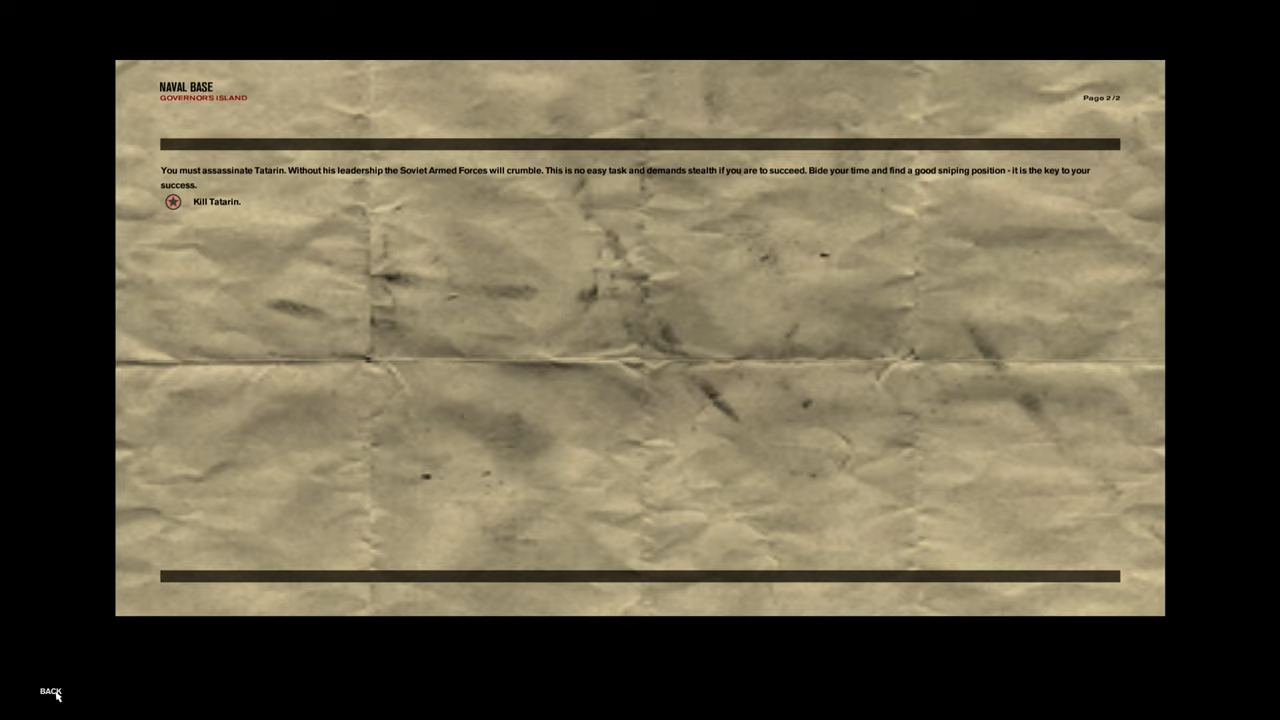 NAVAL BASE
GOVERNORS ISLAND
Page 2/2
You must assassinate Tatarin. Without his leadership the Soviet Armed Forces will crumble. This is no easy task and demands stealth if you are to succeed. Bide your time and find a good sniping position - it is the key to your
success.
Kill Tatarin.
BACK